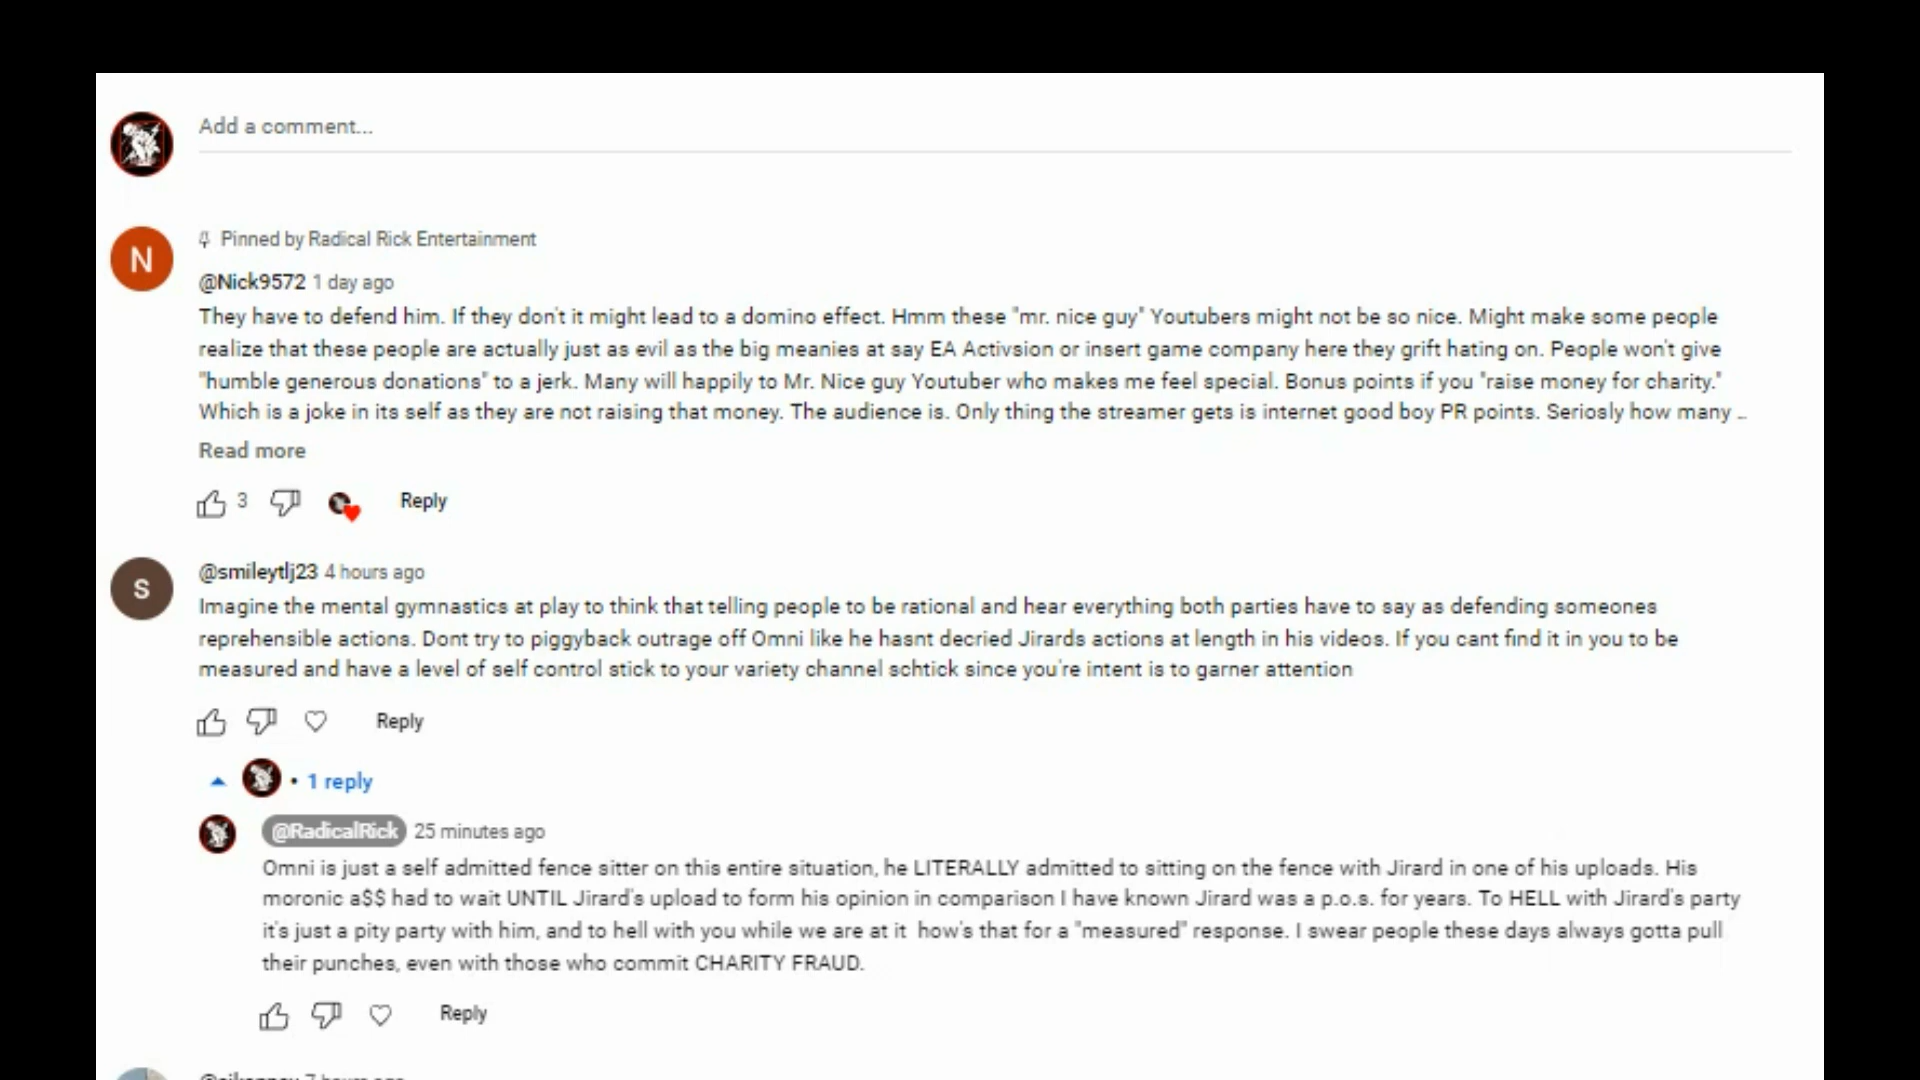 Add a comment...
Pinned by Radical Rick Entertainment
N
@Nick9572 1 day ago
They have to defend him. If they don't it might lead to a domino effect. Hmm these "mr. nice guy" Youtubers might not be so nice. Might make some people
realize that these people are actually just as evil as the big meanies at say EA Activsion or insert game company here they grift hating on. People won't give
"humble generous donations" to a jerk. Many will happily to Mr. Nice guy Youtuber who makes me feel special. Bonus points if you "raise money for charity."
Which is a joke in its self as they are not raising that money. The audience is. Only thing the streamer gets is internet good boy PR points. Seriosly how many ...
Read more
3 Reply
S
@smileytlj23 4 hours ago
Imagine the mental gymnastics at play to think that telling people to be rational and hear everything both parties have to say as defending someones
reprehensible actions. Dont try to piggyback outrage off Omni like he hasnt decried Jirards actions at length in his videos. If you cant find it in you to be
measured and have a level of self control stick to your variety channel schtick since you're intent is to garner attention
Reply
• 1 reply
@RadicalRick 25 minutes ago
Omni is just a self admitted fence sitter on this entire situation, he LITERALLY admitted to sitting on the fence with Jirard in one of his uploads. His
moronic a$$ had to wait UNTIL Jirard's upload to form his opinion in comparison I have known Jirard was a p.o.s. for years. To HELL with Jirard's party
it's just a pity party with him, and to hell with you while we are at it how's that for a "measured" response. I swear people these days always gotta pull
their punches, even with those who commit CHARITY FRAUD.
Reply
7 hours ago